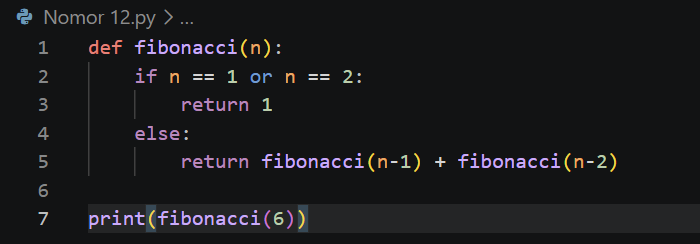 Nomor 12.py > ...
1 def fibonacci(n):
2     if n == 1 or n == 2:
3         return 1
4     else:
5         return fibonacci(n-1) + fibonacci(n-2)
6
7 print(fibonacci(6))